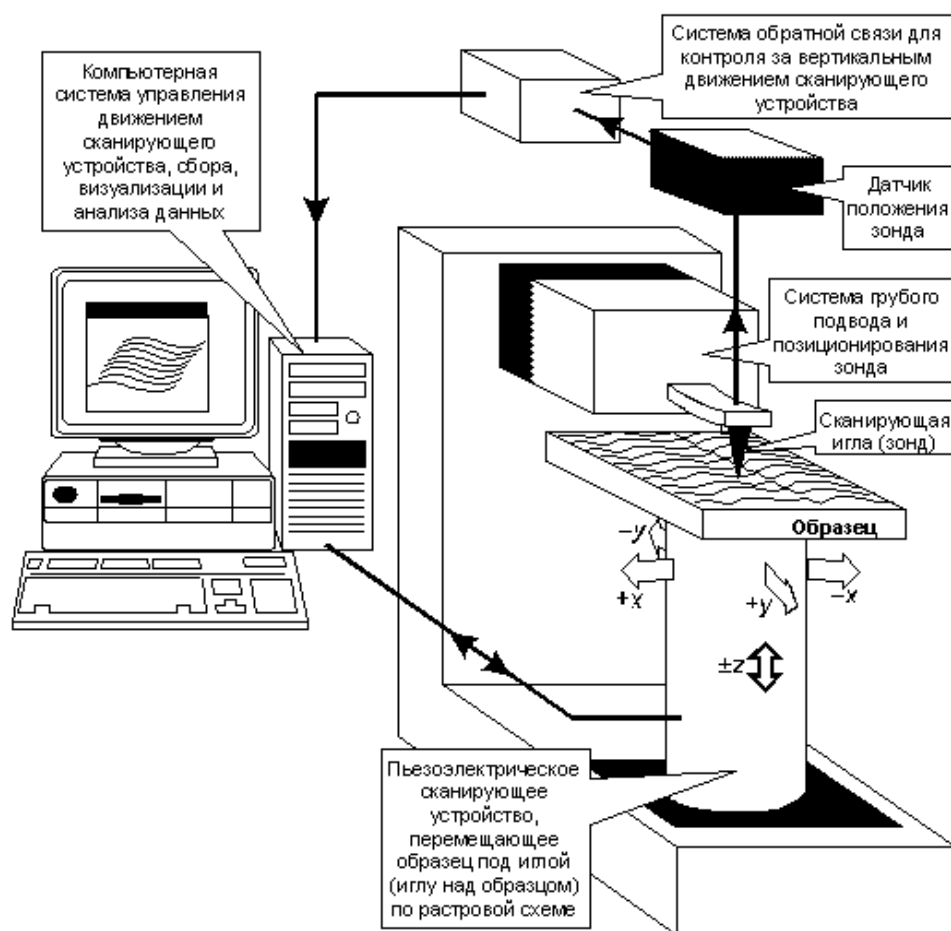 Система обратной связи для
контроля за вертикальным
движением сканирующего
устройства
Компьютерная
система управления
движением
сканирующего
устройства, сбора,
визуализации и
анализа данных
Датчик
положения
зонда
Система грубого
подвода и
позиционирования
зонда
Сканирующая
игла (зонд)
Образец
−y
+x
+y
−x
±z
Пьезоэлектрическое
сканирующее
устройство,
перемещающее
образец под иглой
(иглу над образцом)
по растровой схеме